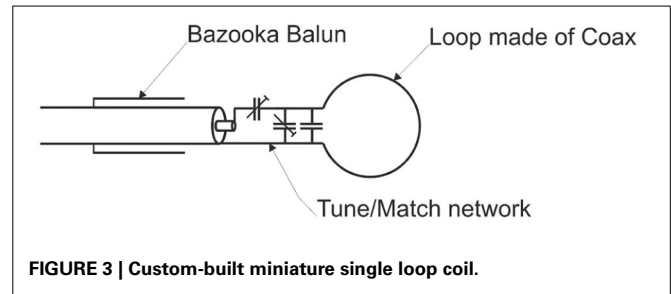 Bazooka Balun
Loop made of Coax
Tune/Match network
FIGURE 3 | Custom-built miniature single loop coil.